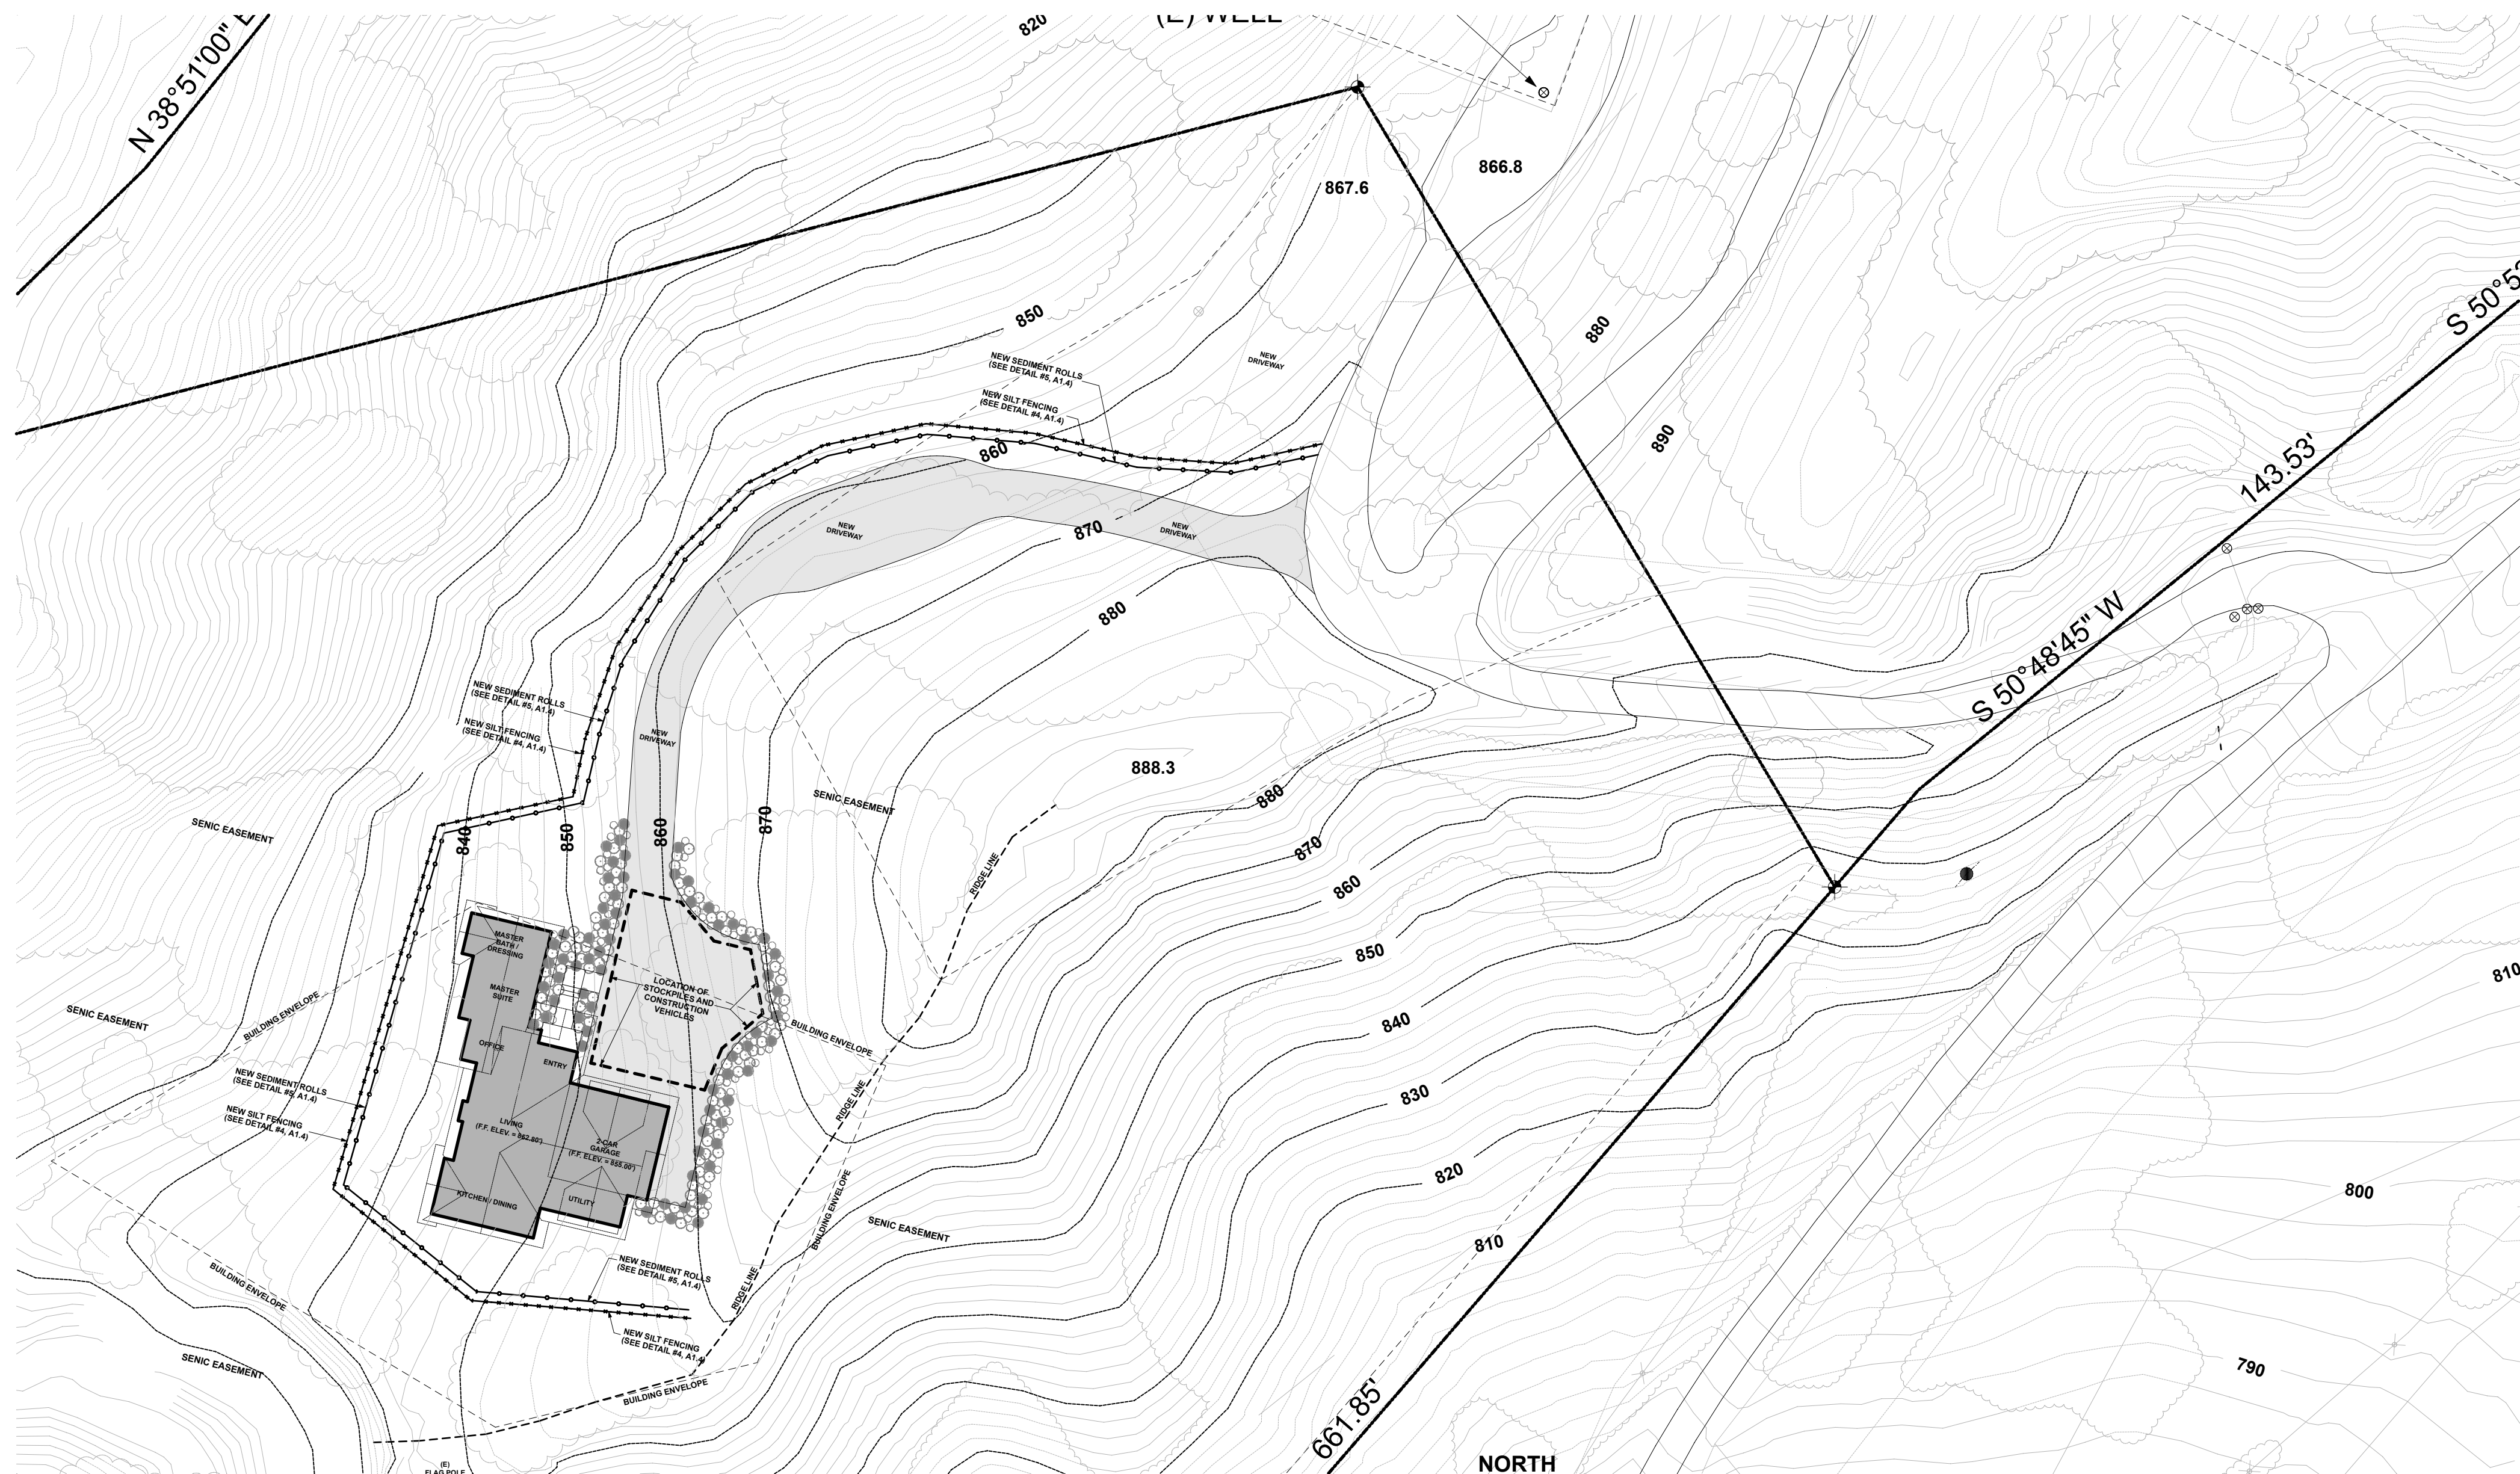 N 38°51'00" E
820
(E) WELL
866.8
867.6
850
880
NEW SEDIMENT ROLLS
(SEE DETAIL #5, A1.4)
NEW
DRIVEWAY
NEW SILT FENCING
(SEE DETAIL #4, A1.4)
S 50°5
143.53'
890
860
NEW
DRIVEWAY
870
NEW
DRIVEWAY
880
S 50°48'45" W
NEW SEDIMENT ROLLS
(SEE DETAIL #5, A1.4)
NEW SILT FENCING
(SEE DETAIL #4, A1.4)
NEW
DRIVEWAY
888.3
SENIC EASEMENT
880
SENIC EASEMENT
840
850
860
870
870
RIDGE LINE
860
MASTER
BATH /
DRESSING
850
810
MASTER
SUITE
LOCATION OF
STOCKPILES AND
CONSTRUCTION
VEHICLES
SENIC EASEMENT
BUILDING ENVELOPE
BUILDING ENVELOPE
840
OFFICE
ENTRY
NEW SEDIMENT ROLLS
(SEE DETAIL #5, A1.4)
RIDGE LINE
830
NEW SILT FENCING
(SEE DETAIL #4, A1.4)
LIVING
(F.F. ELEV. = 862.80')
2-CAR
GARAGE
(F.F. ELEV. = 855.00')
820
KITCHEN / DINING
UTILITY
BUILDING ENVELOPE
800
SENIC EASEMENT
810
NEW SEDIMENT ROLLS
(SEE DETAIL #5, A1.4)
BUILDING ENVELOPE
RIDGE LINE
NEW SILT FENCING
(SEE DETAIL #4, A1.4)
SENIC EASEMENT
790
BUILDING ENVELOPE
661.85'
NORTH
(E)
FLAG POLE